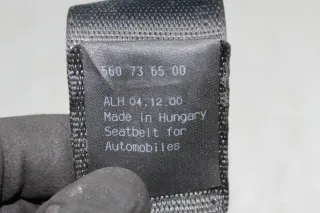 560 73 65 00
ALH 04.12.00
Made in Hungary
Seatbelt for
Automobiles